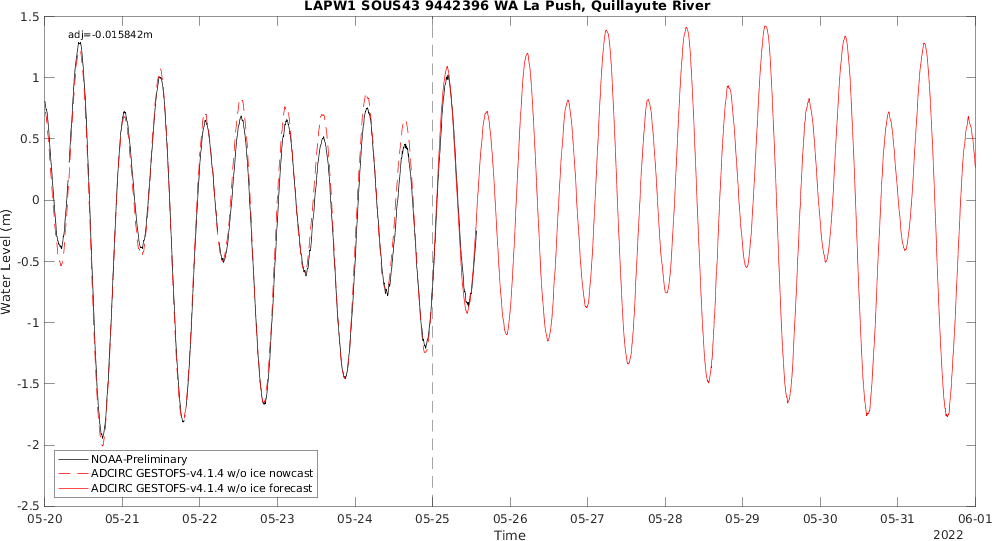 LAPW1 SOUS43 9442396 WA La Push, Quillayute River
adj=-0.015842m
1.5
1
0.5
0
-0.5
-1
-1.5
-2
-2.5
Water Level (m)
NOAA-Preliminary
ADCIRC GESTOFS-v4.1.4 w/o ice nowcast
ADCIRC GESTOFS-v4.1.4 w/o ice forecast
05-20 05-21 05-22 05-23 05-24 05-25 05-26 05-27 05-28 05-29 05-30 05-31 06-01
Time
2022